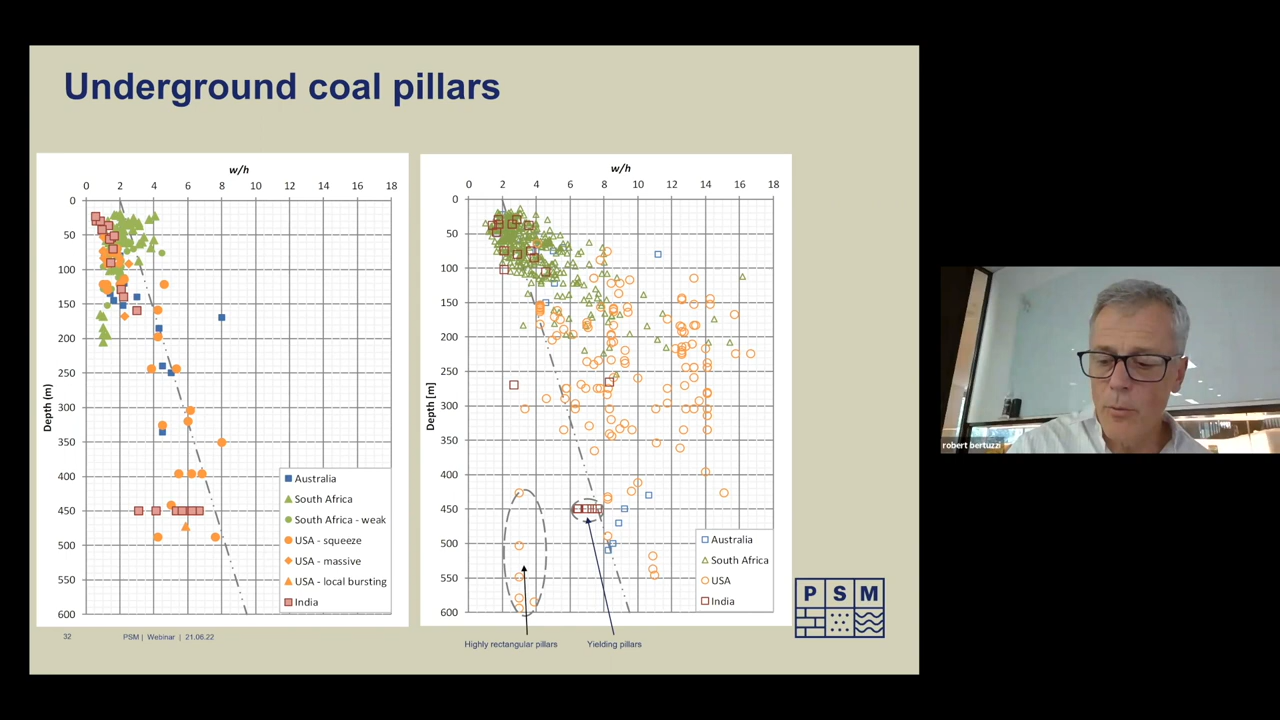 Underground coal pillars
w/h
0 2 4 6 8 10 12 14 16 18
0
50
100
150
200
250
300
350
400
450
500
550
600
Depth (m)
Australia
South Africa
South Africa - weak
USA - squeeze
USA - massive
USA - local bursting
India
w/h
0 2 4 6 8 10 12 14 16 18
0
50
100
150
200
250
300
350
400
450
500
550
600
Depth [m]
Australia
South Africa
USA
India
Highly rectangular pillars
Yielding pillars
32 PSM | Webinar | 21.06.22
P S M
robert bertuzzi